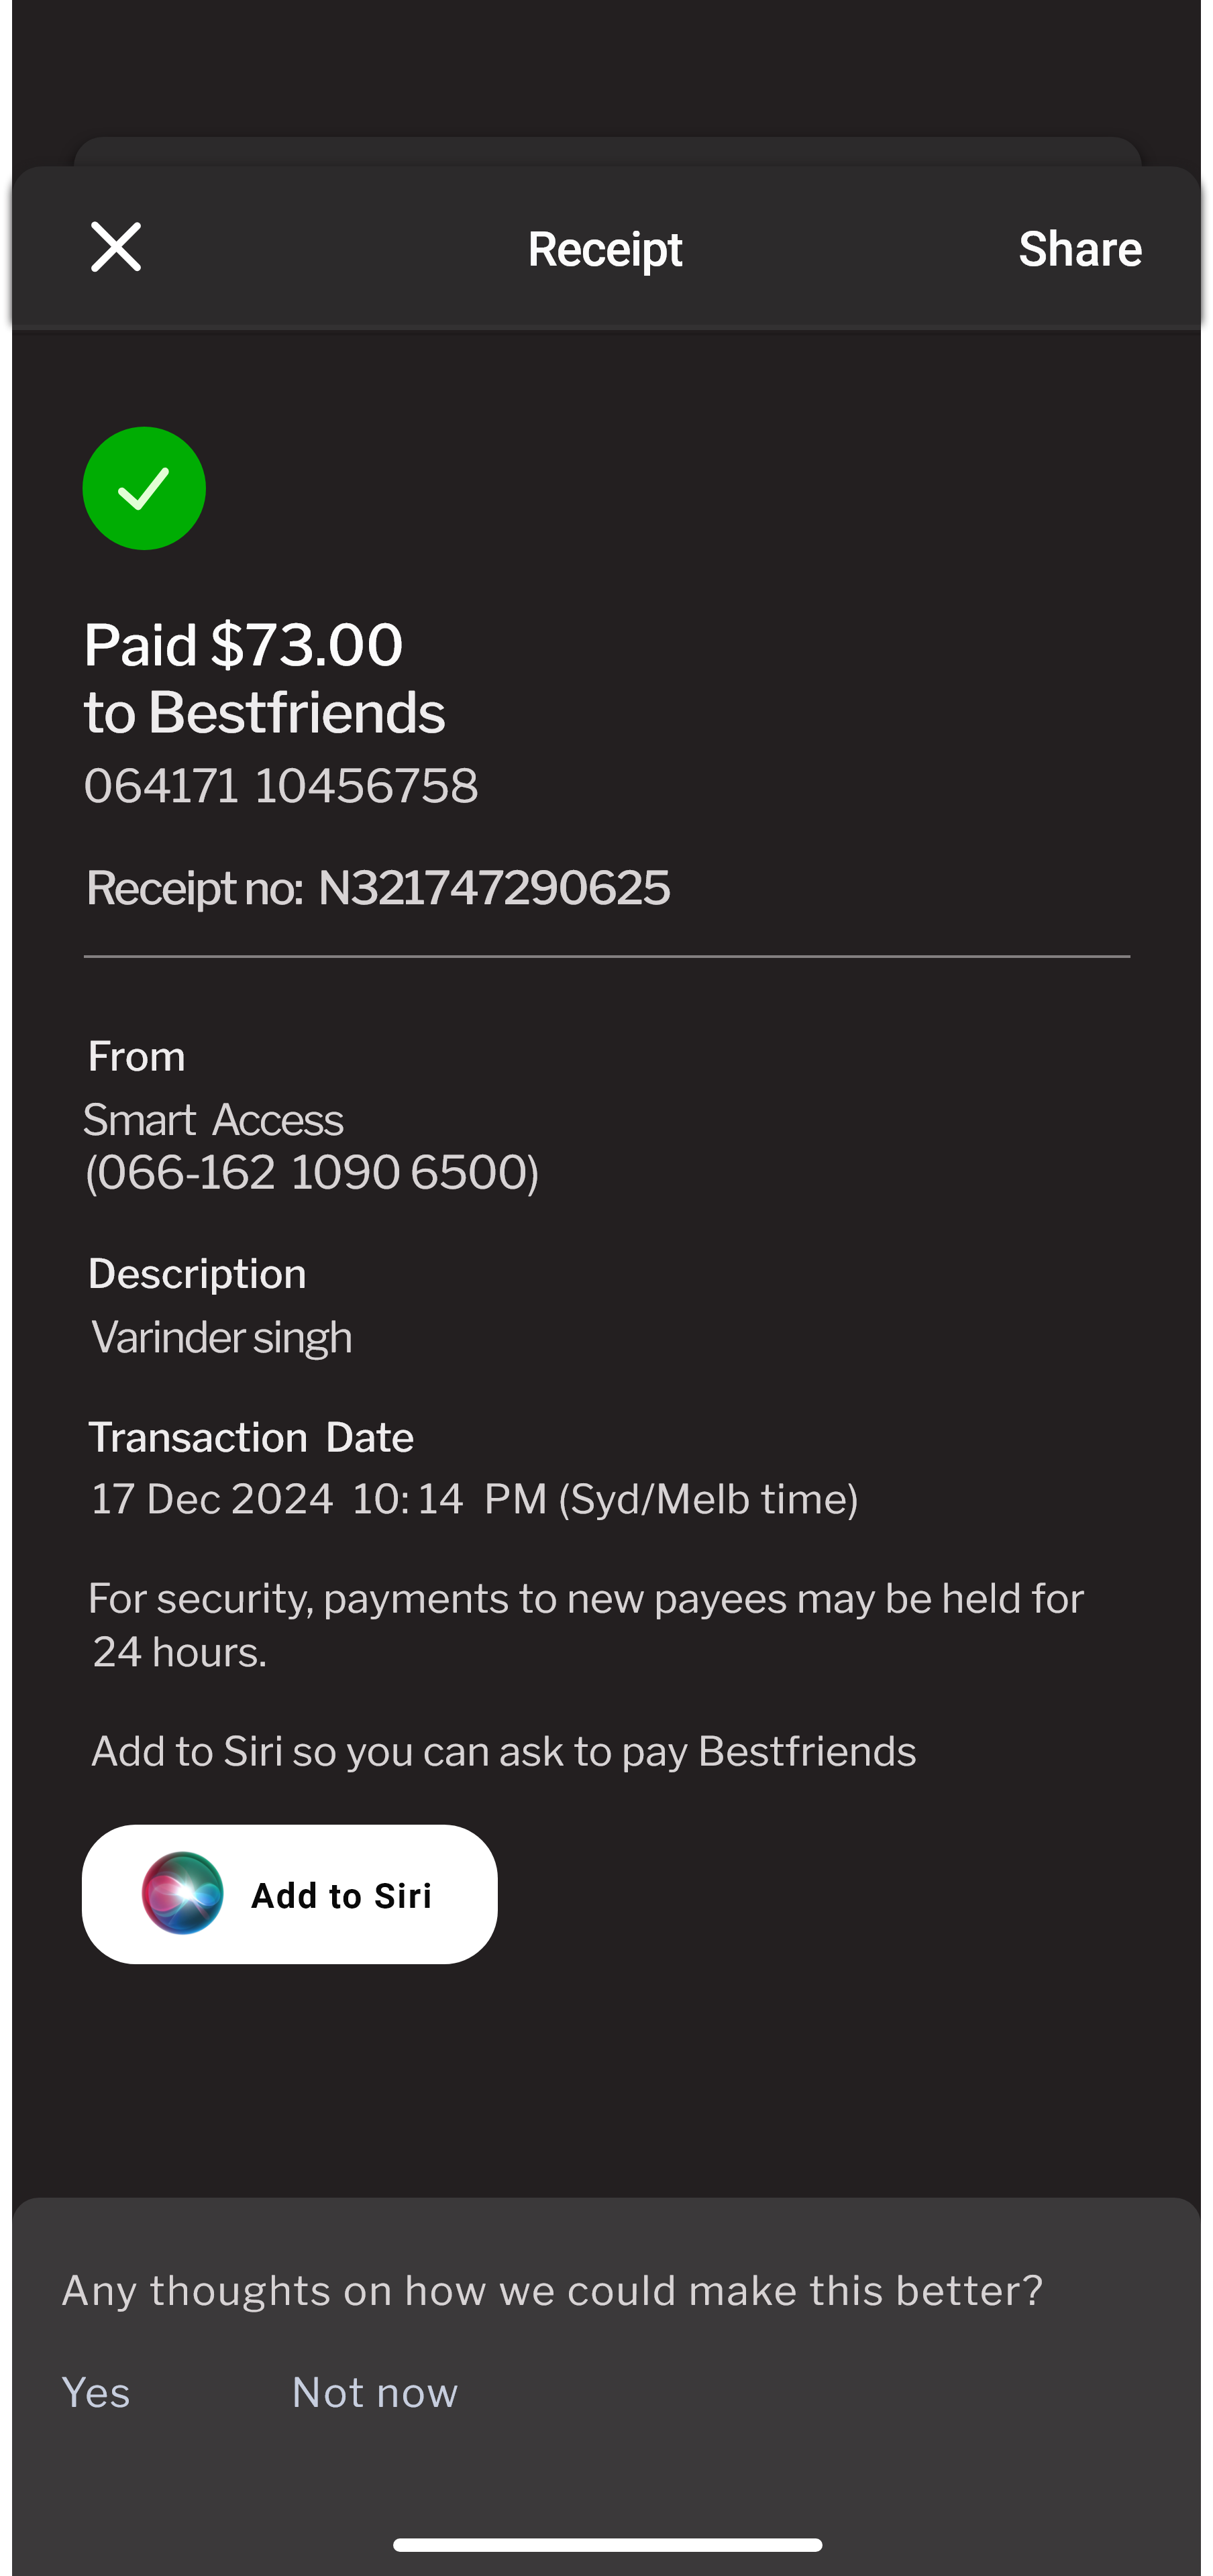 Receipt
Share
Paid $73.00
to Bestfriends
064171 10456758
Receipt no: N321747290625
From
Smart Access
(066-162 1090 6500)
Description
Varinder singh
Transaction Date
17 Dec 2024 10: 14 PM (Syd/Melb time)
For security, payments to new payees may be held for
24 hours.
Add to Siri so you can ask to pay Bestfriends
Add to Siri
Any thoughts on how we could make this better?
Yes Not now